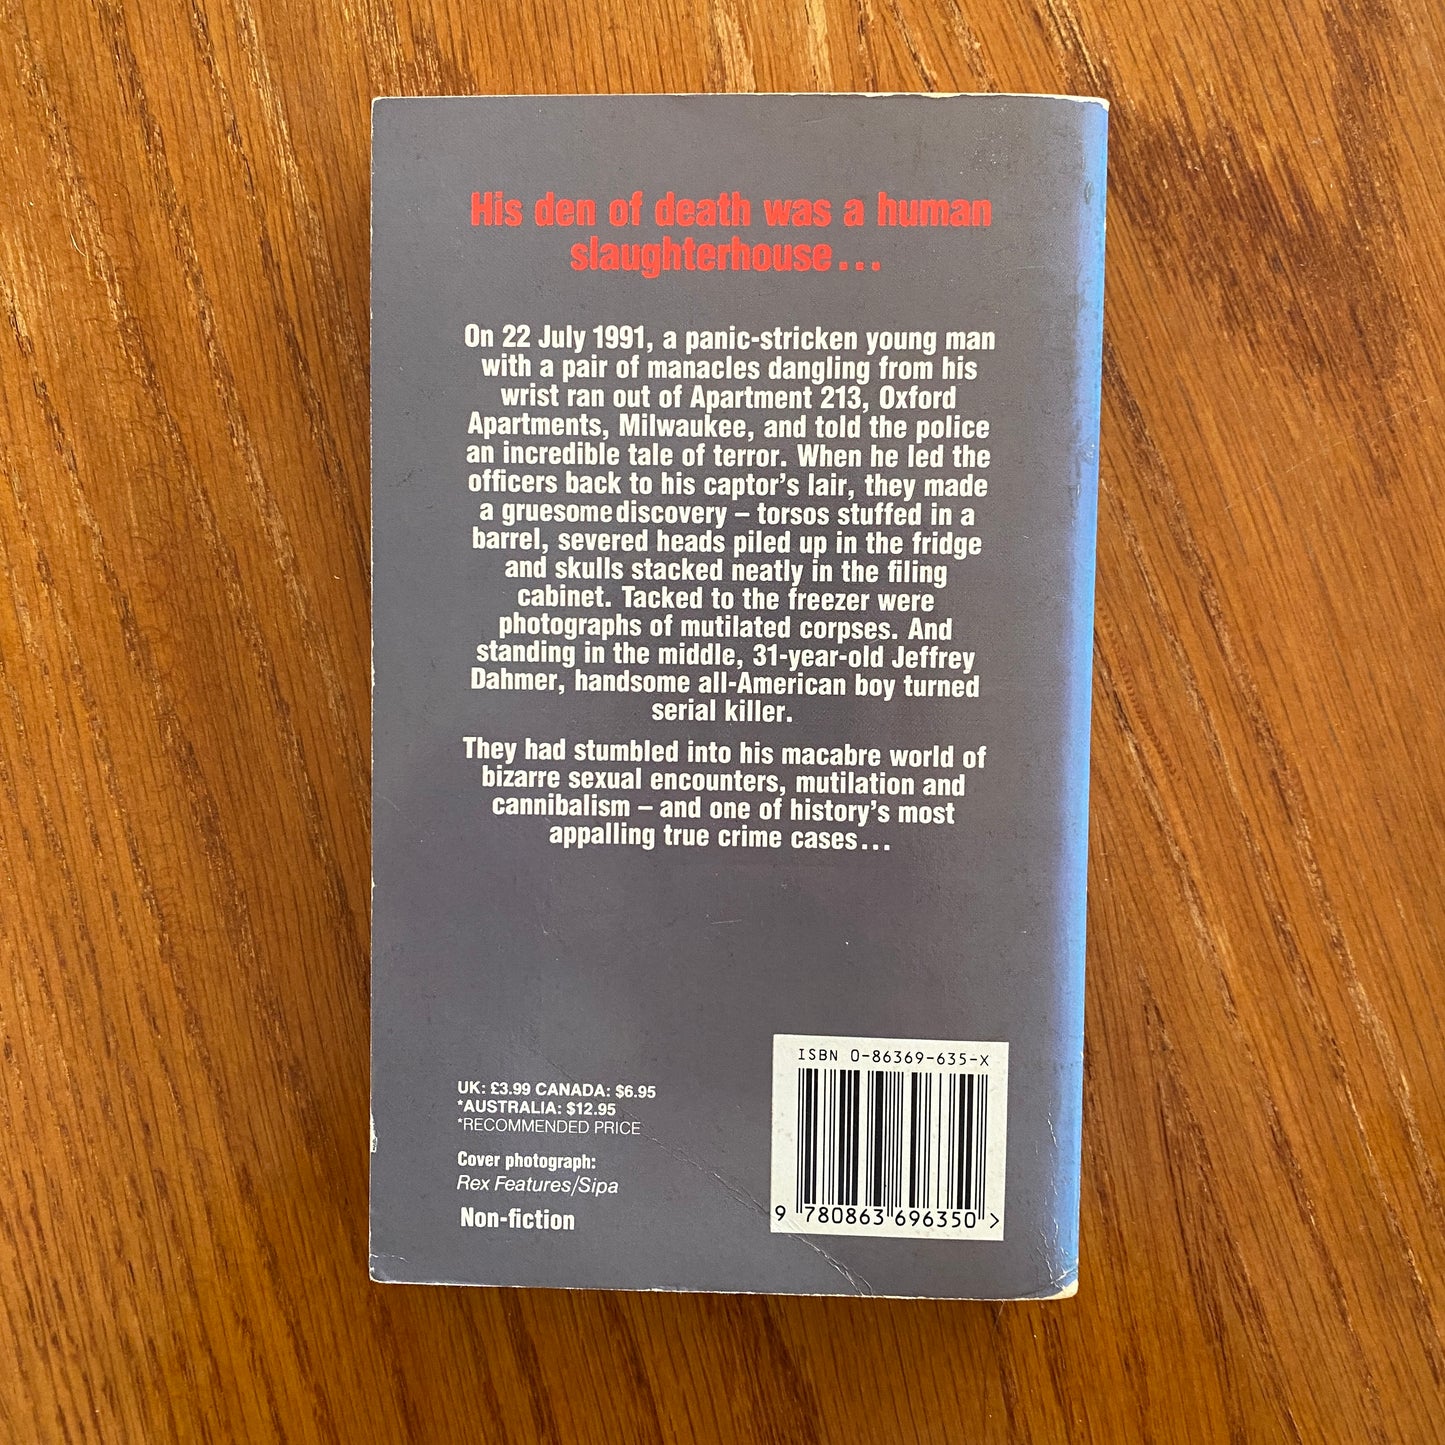 His den of death was a human
slaughterhouse...
On 22 July 1991, a panic-stricken young man
with a pair of manacles dangling from his
wrist ran out of Apartment 213, Oxford
Apartments, Milwaukee, and told the police
an incredible tale of terror. When he led the
officers back to his captor's lair, they made
a gruesome discovery – torsos stuffed in a
barrel, severed heads piled up in the fridge
and skulls stacked neatly in the filing
cabinet. Tacked to the freezer were
photographs of mutilated corpses. And
standing in the middle, 31-year-old Jeffrey
Dahmer, handsome all-American boy turned
serial killer.
They had stumbled into his macabre world of
bizarre sexual encounters, mutilation and
cannibalism – and one of history's most
appalling true crime cases...
ISBN 0-86369-635-X
UK: £3.99 CANADA: $6.95
*AUSTRALIA: $12.95
*RECOMMENDED PRICE
Cover photograph:
Rex Features/Sipa
Non-fiction
9 780863 696350 >